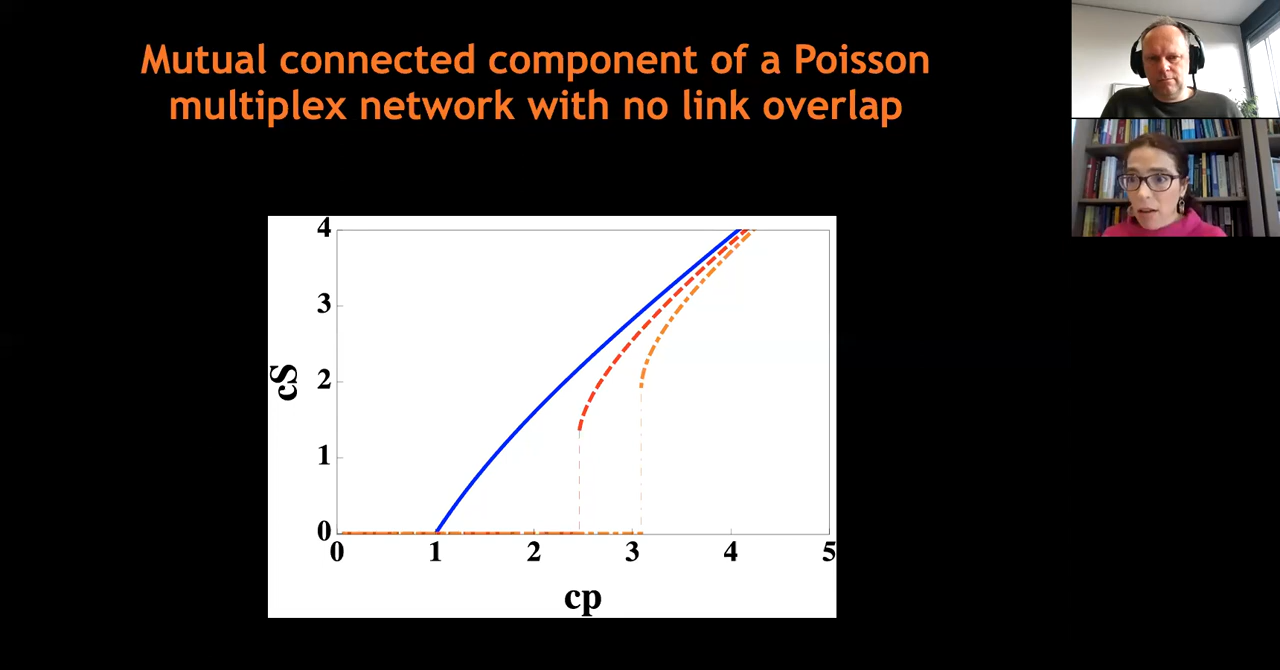 Mutual connected component of a Poisson
multiplex network with no link overlap
4
3
2
1
0
cS
0 1 2 3 4 5
cp